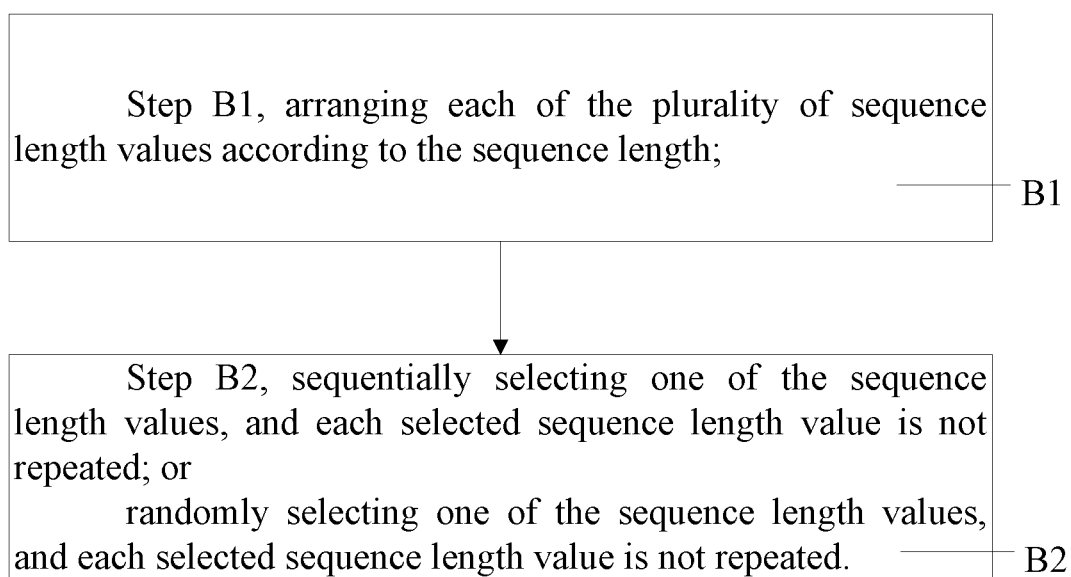 Step B1, arranging each of the plurality of sequence
length values according to the sequence length;
B1
Step B2, sequentially selecting one of the sequence
length values, and each selected sequence length value is not
repeated; or
randomly selecting one of the sequence length values,
and each selected sequence length value is not repeated.
B2